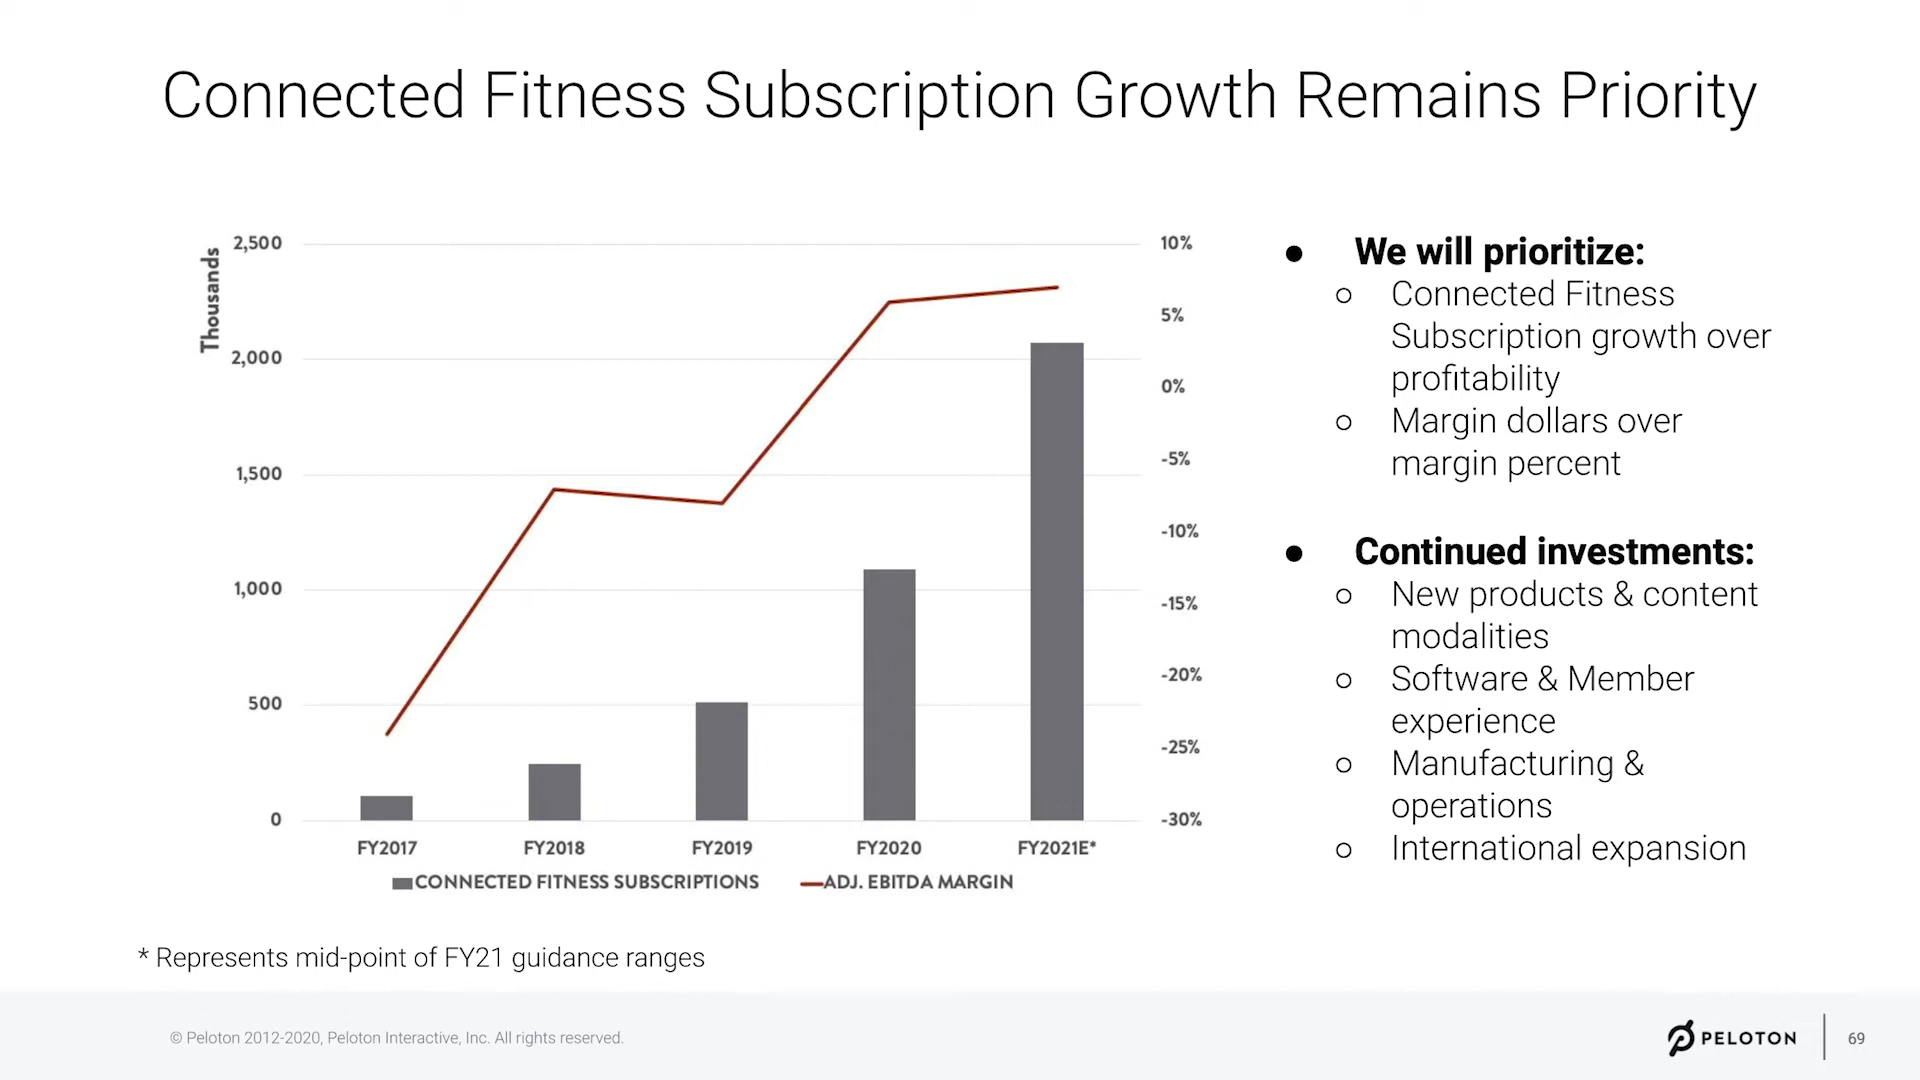 Connected Fitness Subscription Growth Remains Priority
Thousands
2,500
2,000
1,500
1,000
500
0
10%
5%
0%
-5%
-10%
-15%
-20%
-25%
-30%
FY2017 FY2018 FY2019 FY2020 FY2021E*
CONNECTED FITNESS SUBSCRIPTIONS ADJ. EBITDA MARGIN
● We will prioritize:
○ Connected Fitness
Subscription growth over
profitability
○ Margin dollars over
margin percent
● Continued investments:
○ New products & content
modalities
○ Software & Member
experience
○ Manufacturing &
operations
○ International expansion
* Represents mid-point of FY21 guidance ranges
© Peloton 2012-2020, Peloton Interactive, Inc. All rights reserved.
PELOTON
69